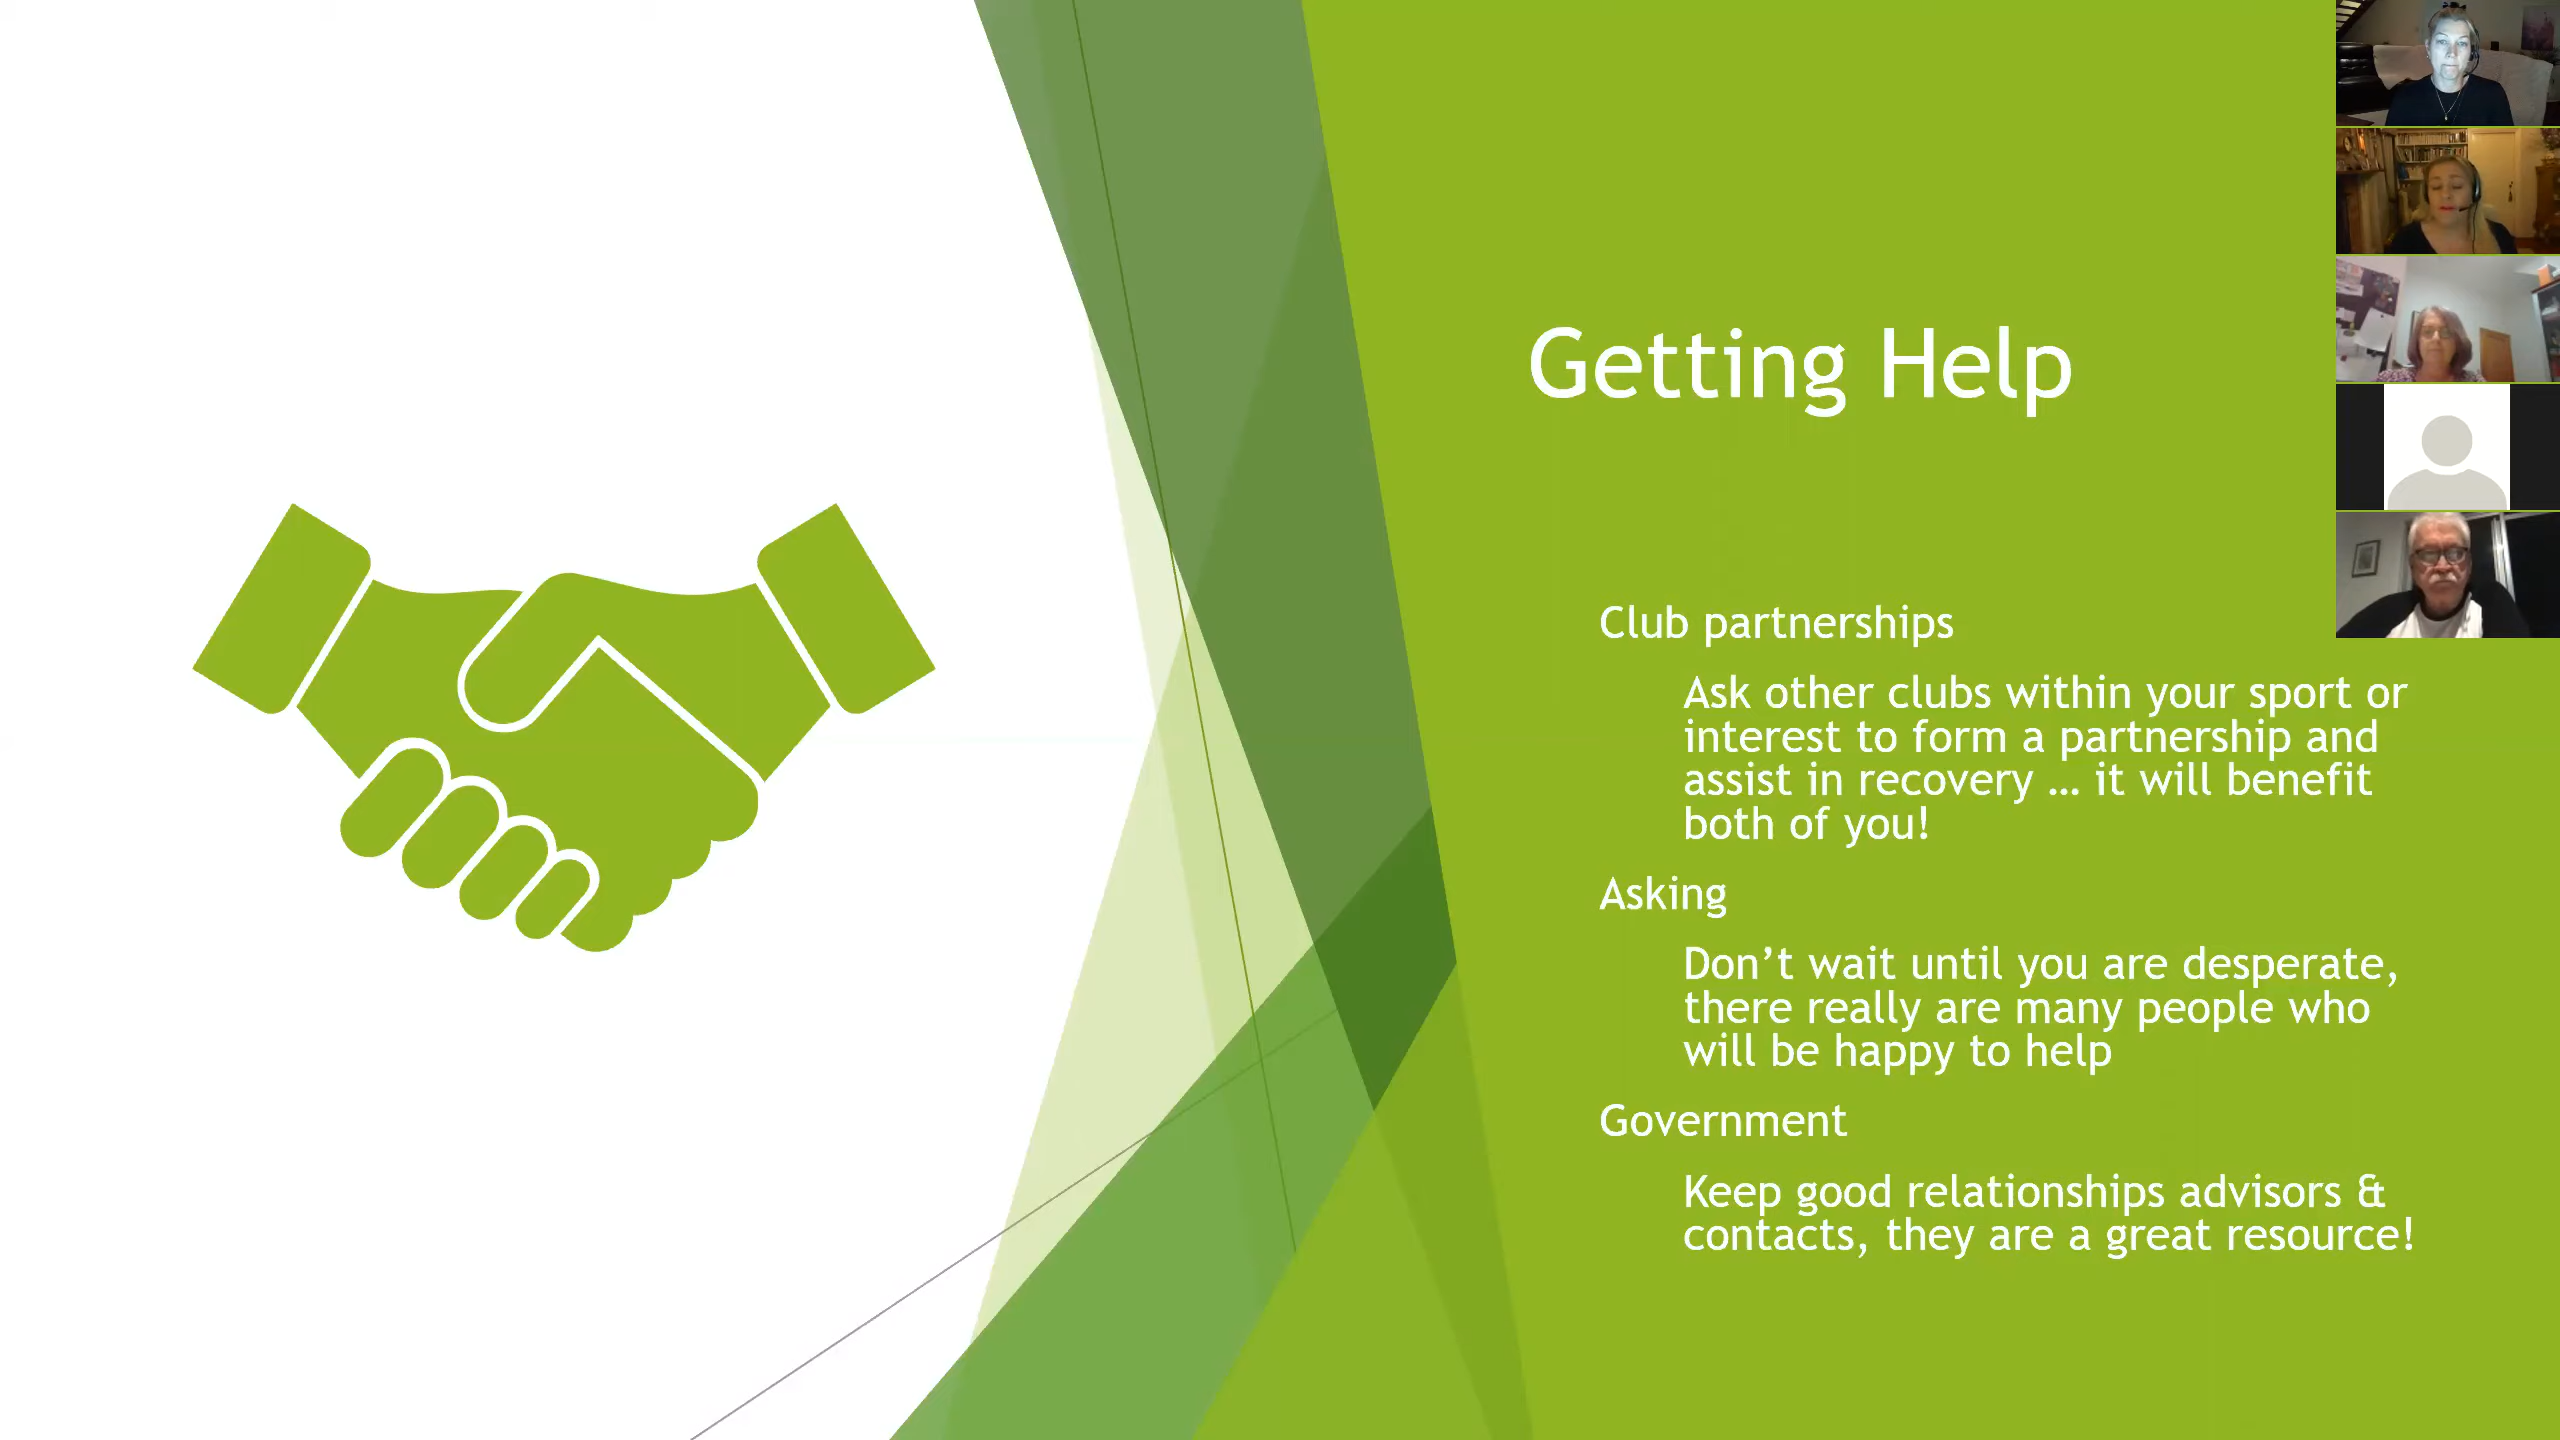 Getting Help
Club partnerships
Ask other clubs within your sport or
interest to form a partnership and
assist in recovery … it will benefit
both of you!
Asking
Don’t wait until you are desperate,
there really are many people who
will be happy to help
Government
Keep good relationships advisors &
contacts, they are a great resource!